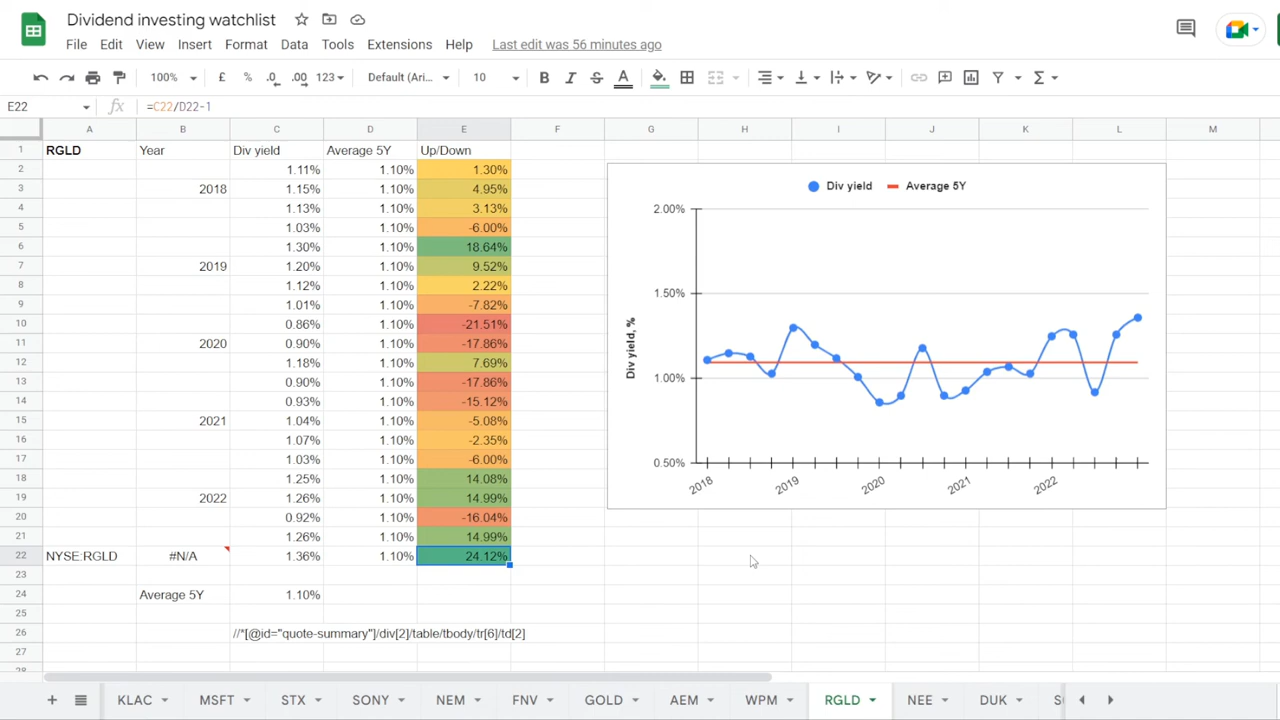 Dividend investing watchlist
File Edit View Insert Format Data Tools Extensions Help Last edit was 56 minutes ago
100% £ % .0 .00 123 Default (Ari... 10 B I S A Σ
E22 fx =C22/D22-1
A B C D E F G H I J K L M
1 RGLD Year Div yield Average 5Y Up/Down
2 1.11% 1.10% 1.30%
3 2018 1.15% 1.10% 4.95%
4 1.13% 1.10% 3.13%
5 1.03% 1.10% -6.00%
6 1.30% 1.10% 18.64%
7 2019 1.20% 1.10% 9.52%
8 1.12% 1.10% 2.22%
9 1.01% 1.10% -7.82%
10 0.86% 1.10% -21.51%
11 2020 0.90% 1.10% -17.86%
12 1.18% 1.10% 7.69%
13 0.90% 1.10% -17.86%
14 0.93% 1.10% -15.12%
15 2021 1.04% 1.10% -5.08%
16 1.07% 1.10% -2.35%
17 1.03% 1.10% -6.00%
18 1.25% 1.10% 14.08%
19 2022 1.26% 1.10% 14.99%
20 0.92% 1.10% -16.04%
21 1.26% 1.10% 14.99%
22 NYSE:RGLD #N/A 1.36% 1.10% 24.12%
23
24 Average 5Y 1.10%
25
26 //*[@id="quote-summary"]/div[2]/table/tbody/tr[6]/td[2]
27
28
Div yield Average 5Y
2.00%
1.50%
1.00%
0.50%
Div yield, %
2018 2019 2020 2021 2022
KLAC MSFT STX SONY NEM FNV GOLD AEM WPM RGLD NEE DUK